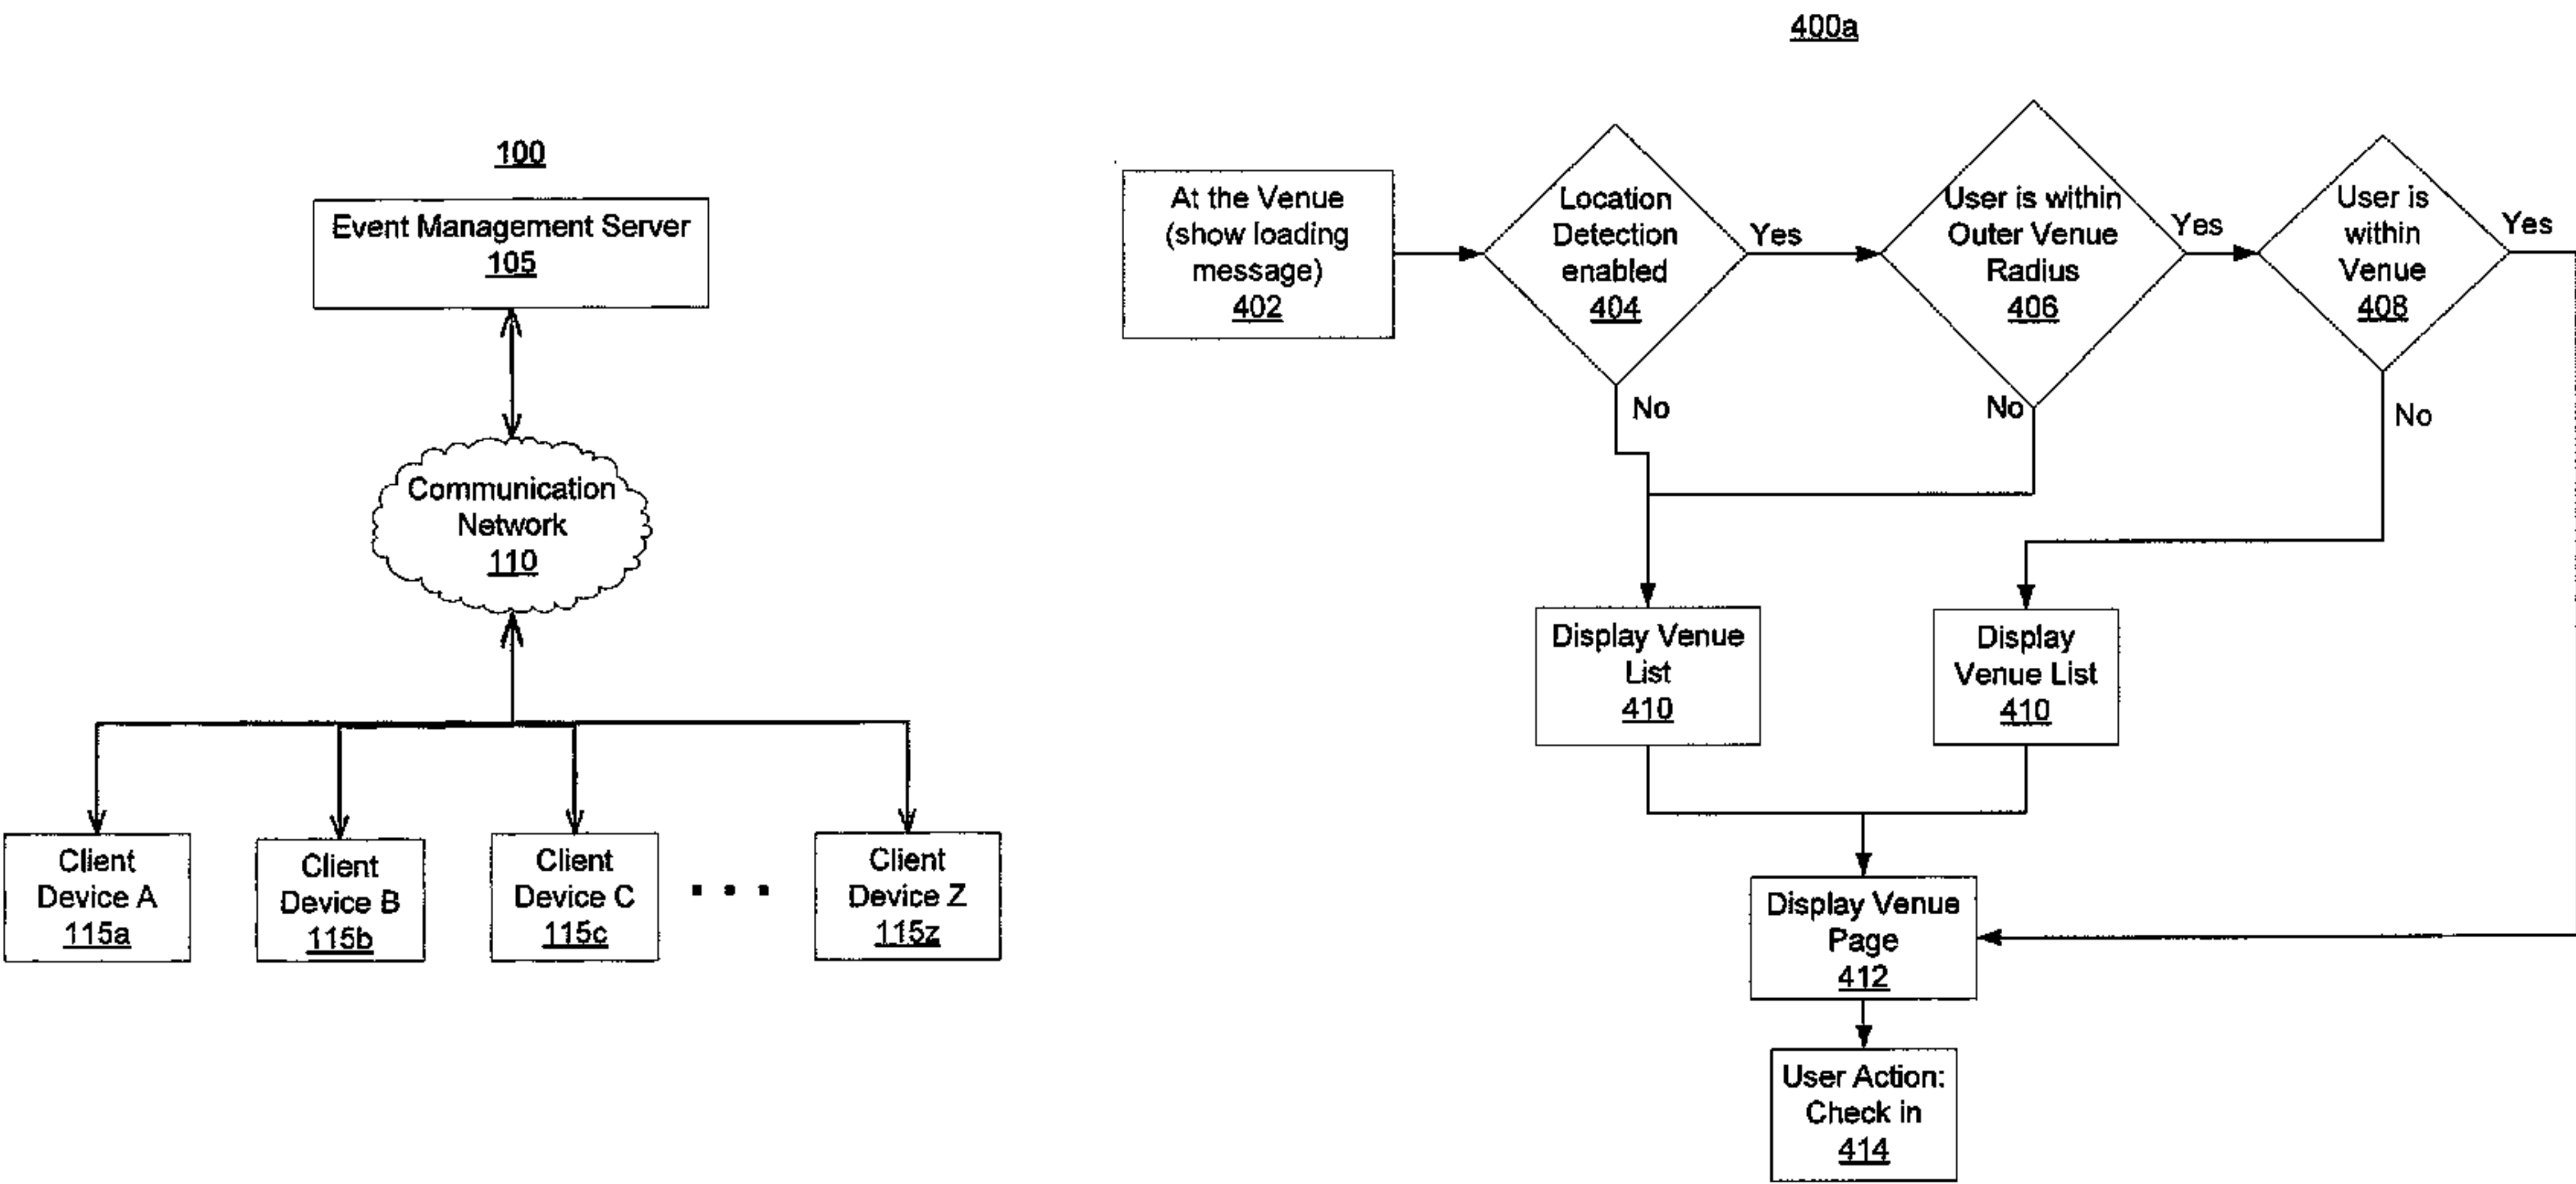 100
Event Management Server
105
Communication
Network
110
Client
Device A
115a
Client
Device B
115b
Client
Device C
115c
Client
Device Z
115z
400a
At the Venue
(show loading
message)
402
Location
Detection
enabled
404
Yes
No
User is within
Outer Venue
Radius
406
Yes
No
User is
within
Venue
408
Yes
No
Display Venue
List
410
Display
Venue List
410
Display Venue
Page
412
User Action:
Check in
414